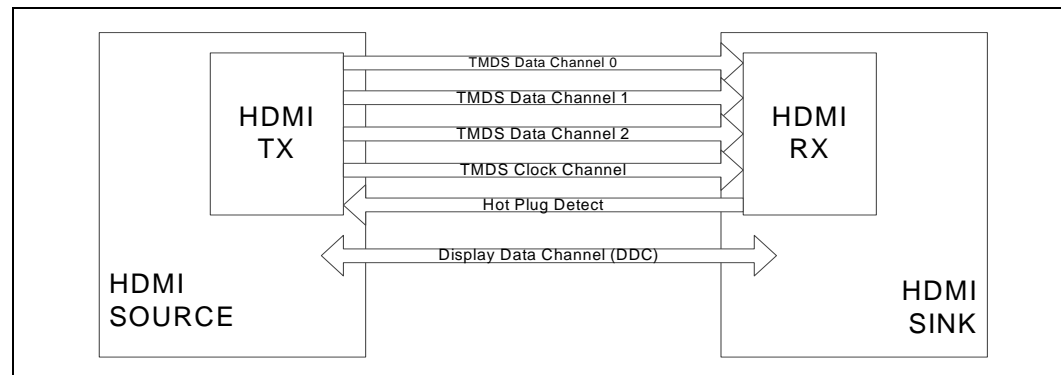 HDMI
TX
TMDS Data Channel 0
TMDS Data Channel 1
TMDS Data Channel 2
TMDS Clock Channel
Hot Plug Detect
Display Data Channel (DDC)
HDMI
RX
HDMI
SOURCE
HDMI
SINK